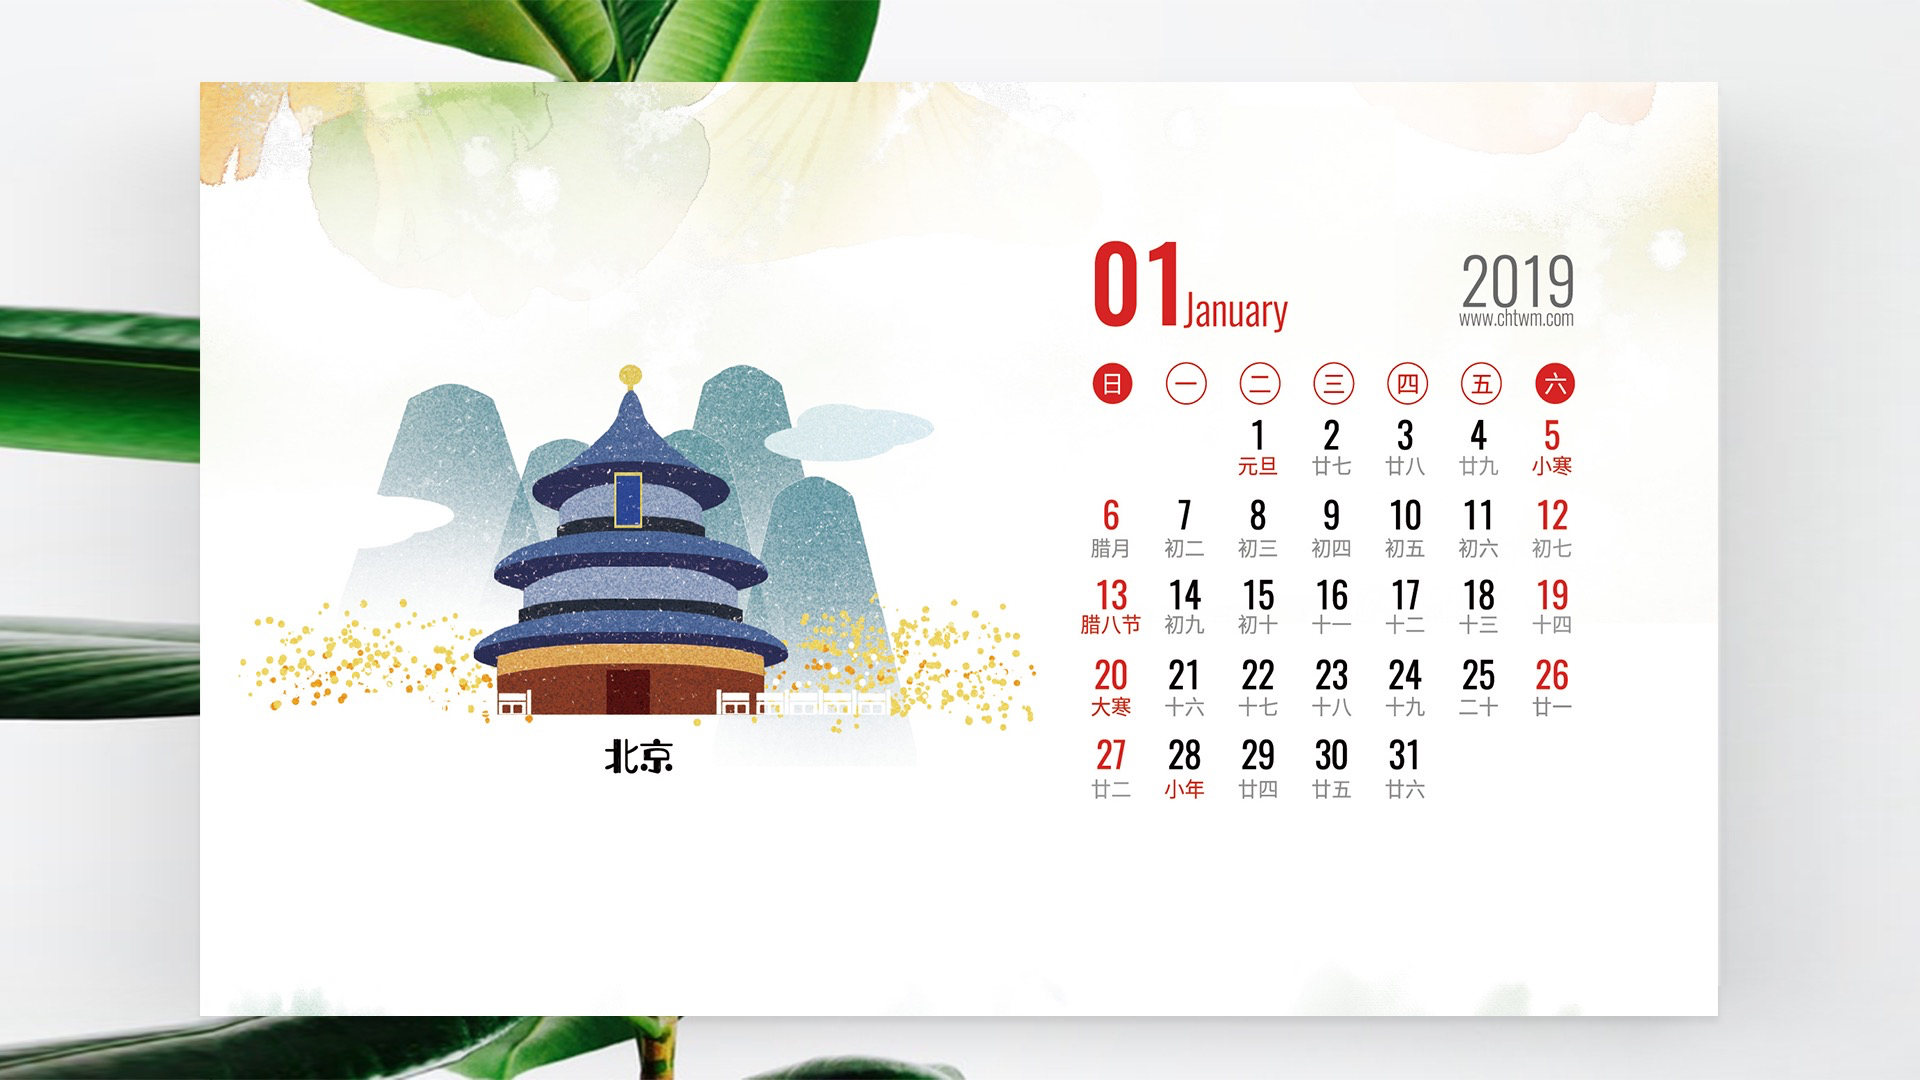 01 January 2019
www.chtwm.com
日 一 二 三 四 五 六
1 2 3 4 5
元旦 廿七 廿八 廿九 小寒
6 7 8 9 10 11 12
腊月 初二 初三 初四 初五 初六 初七
13 14 15 16 17 18 19
腊八节 初九 初十 十一 十二 十三 十四
20 21 22 23 24 25 26
大寒 十六 十七 十八 十九 二十 廿一
27 28 29 30 31
廿二 小年 廿四 廿五 廿六
北京